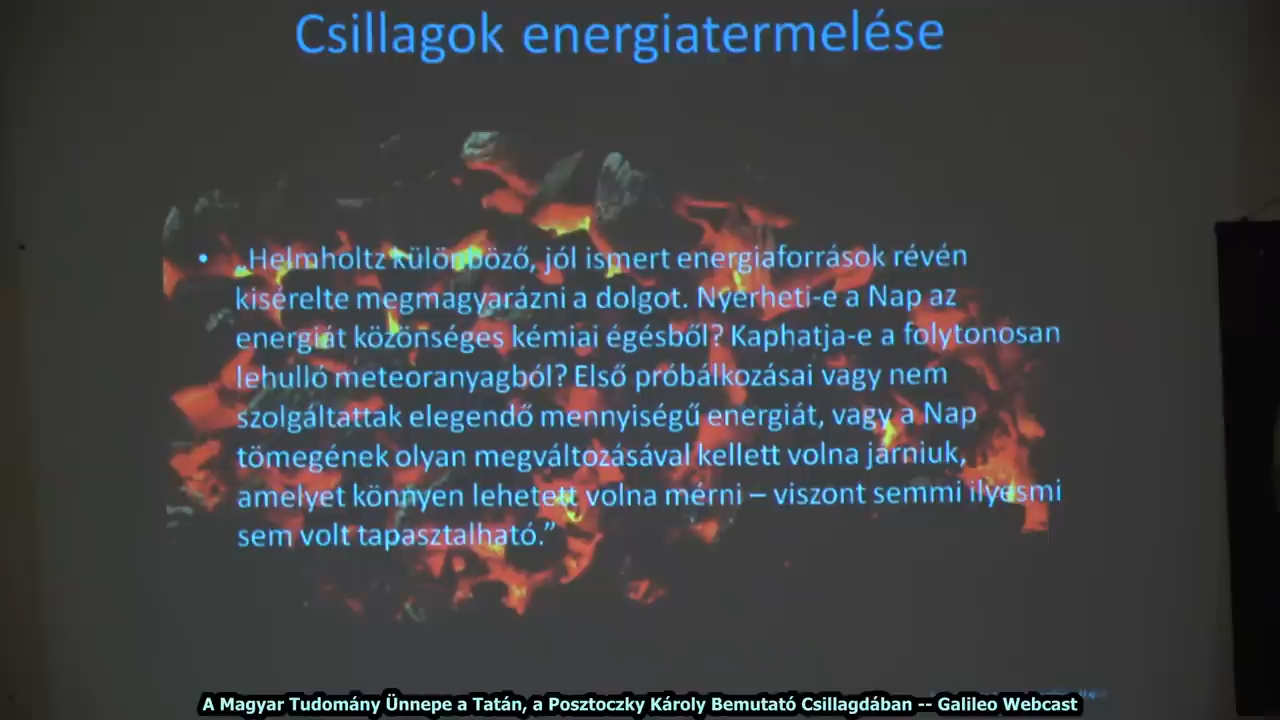 Csillagok energiatermelése
• „Helmholtz különböző, jól ismert energiaforrások révén
kisérelte megmagyarázni a dolgot. Nyerheti-e a Nap az
energiát közönséges kémiai égésből? Kaphatja-e a folytonosan
lehulló meteoranyagból? Első próbálkozásai vagy nem
szolgáltattak elegendő mennyiségű energiát, vagy a Nap
tömegének olyan megváltozásával kellett volna járniuk,
amelyet könnyen lehetett volna mérni – viszont semmi ilyesmi
sem volt tapasztalható.”
A Magyar Tudomány Ünnepe a Tatán, a Posztoczky Károly Bemutató Csillagdában -- Galileo Webcast